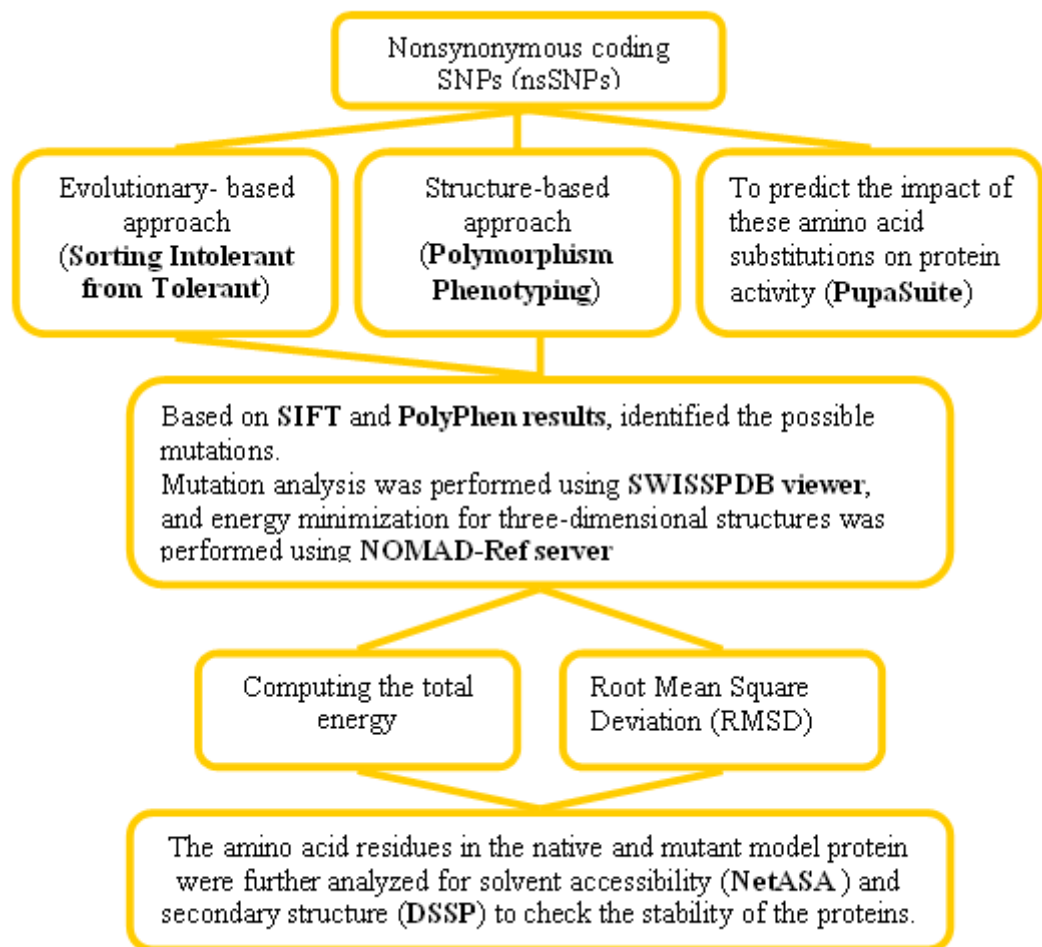 Nonsynonymous coding
SNPs (nsSNPs)
Evolutionary- based
approach
(Sorting Intolerant
from Tolerant)
Structure-based
approach
(Polymorphism
Phenotyping)
To predict the impact of
these amino acid
substitutions on protein
activity (PupaSuite)
Based on SIFT and PolyPhen results, identified the possible
mutations.
Mutation analysis was performed using SWISSPDB viewer,
and energy minimization for three-dimensional structures was
performed using NOMAD-Ref server
Computing the total
energy
Root Mean Square
Deviation (RMSD)
The amino acid residues in the native and mutant model protein
were further analyzed for solvent accessibility (NetASA ) and
secondary structure (DSSP) to check the stability of the proteins.